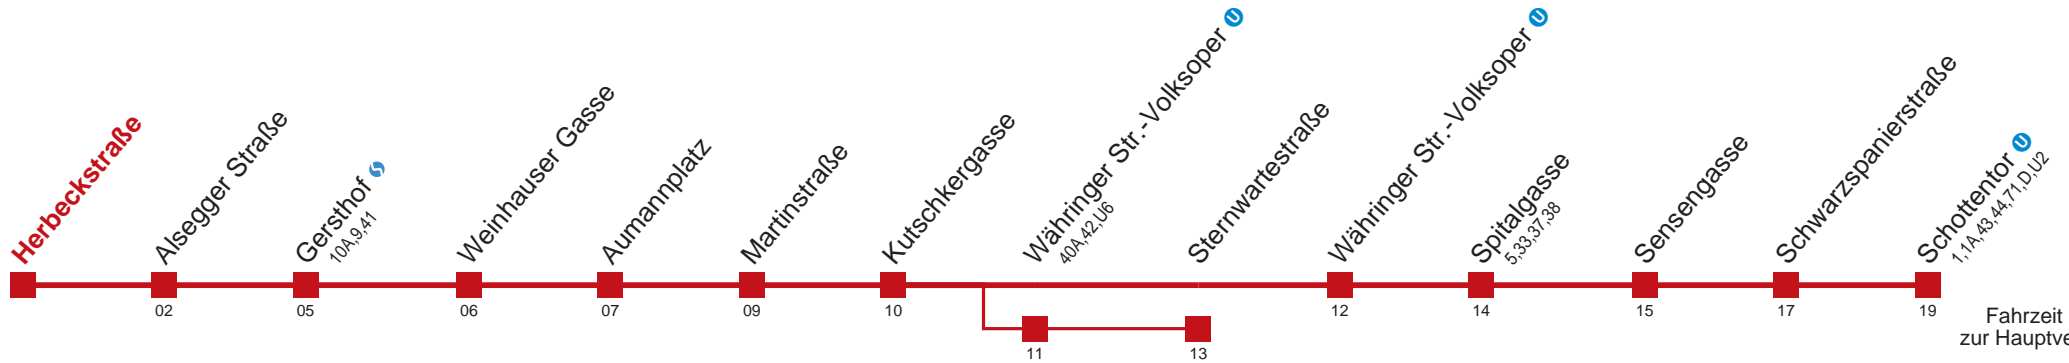 Herbeckstraße
Alsegger Straße
Gersthof
10A,9,41
Weinhauser Gasse
Aumannplatz
Martinstraße
Kutschkergasse
Währinger Str.-Volksoper U
40A,42,U6
Sternwartestraße
Währinger Str.-Volksoper U
Spitalgasse
5,33,37,38
Sensengasse
Schwarzspanierstraße
Schottentor U
1,1A,43,44,71,D,U2
02
05
06
07
09
10
12
14
15
17
19
11
13
Fahrzeit
zur Hauptve